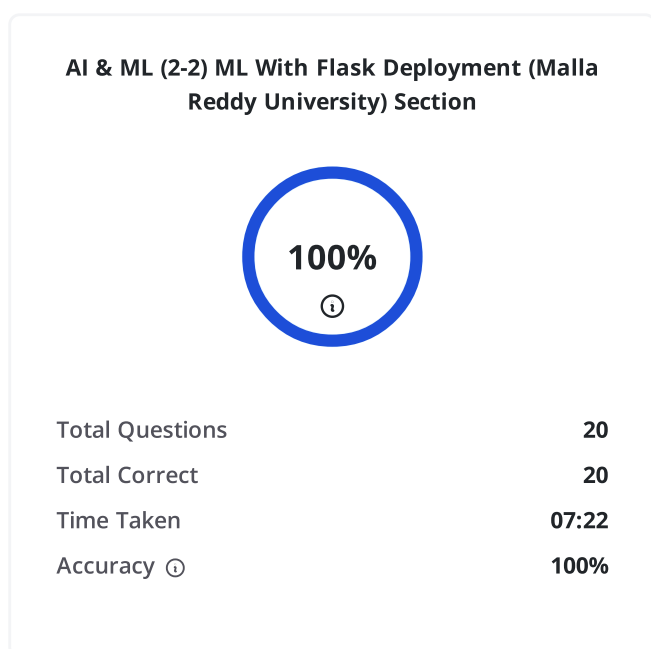 AI & ML (2-2) ML With Flask Deployment (Malla
Reddy University) Section
100%
Total Questions 20
Total Correct 20
Time Taken 07:22
Accuracy 100%